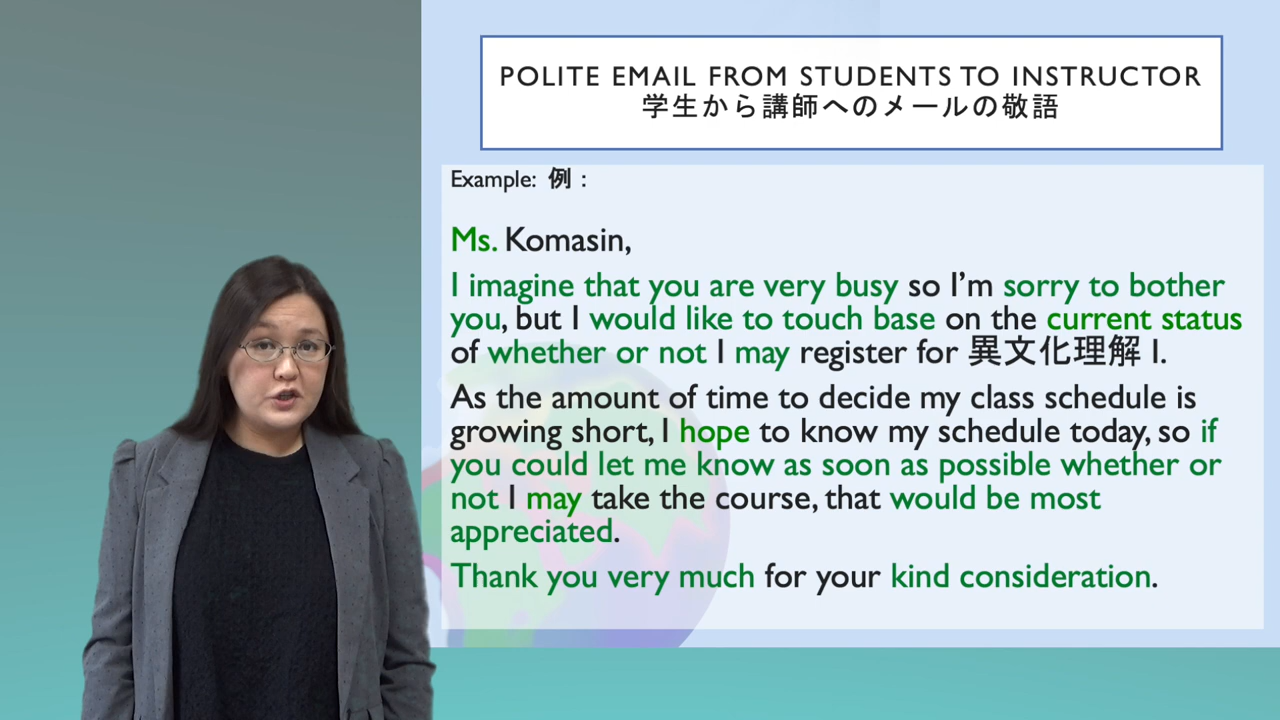 POLITE EMAIL FROM STUDENTS TO INSTRUCTOR
学生から講師へのメールの敬語
Example: 例：
Ms. Komasin,
I imagine that you are very busy so I’m sorry to bother
you, but I would like to touch base on the current status
of whether or not I may register for 異文化理解 I.
As the amount of time to decide my class schedule is
growing short, I hope to know my schedule today, so if
you could let me know as soon as possible whether or
not I may take the course, that would be most
appreciated.
Thank you very much for your kind consideration.